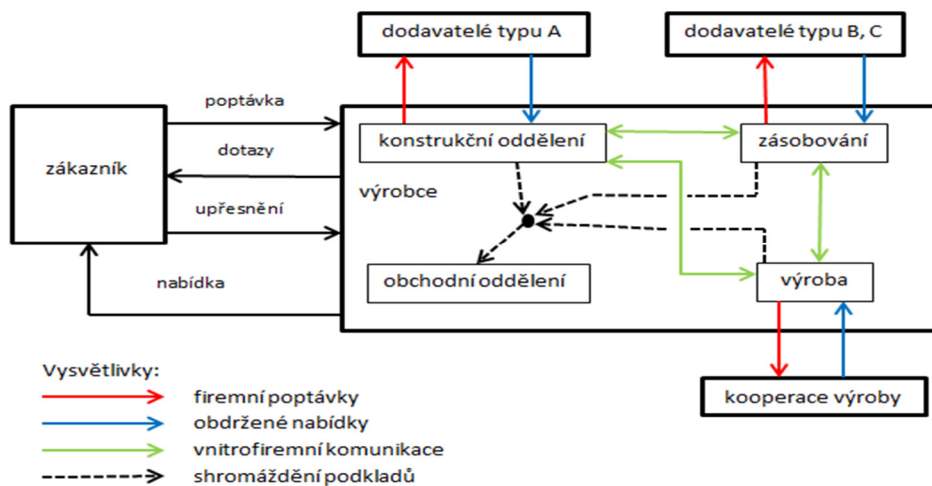 dodavatelé typu A
dodavatelé typu B, C
poptávka
konstrukční oddělení
zásobování
dotazy
zákazník
výrobce
upřesnění
obchodní oddělení
výroba
nabídka
Vysvětlivky:
firemní poptávky
kooperace výroby
obdržené nabídky
vnitrofiremní komunikace
shromáždění podkladů